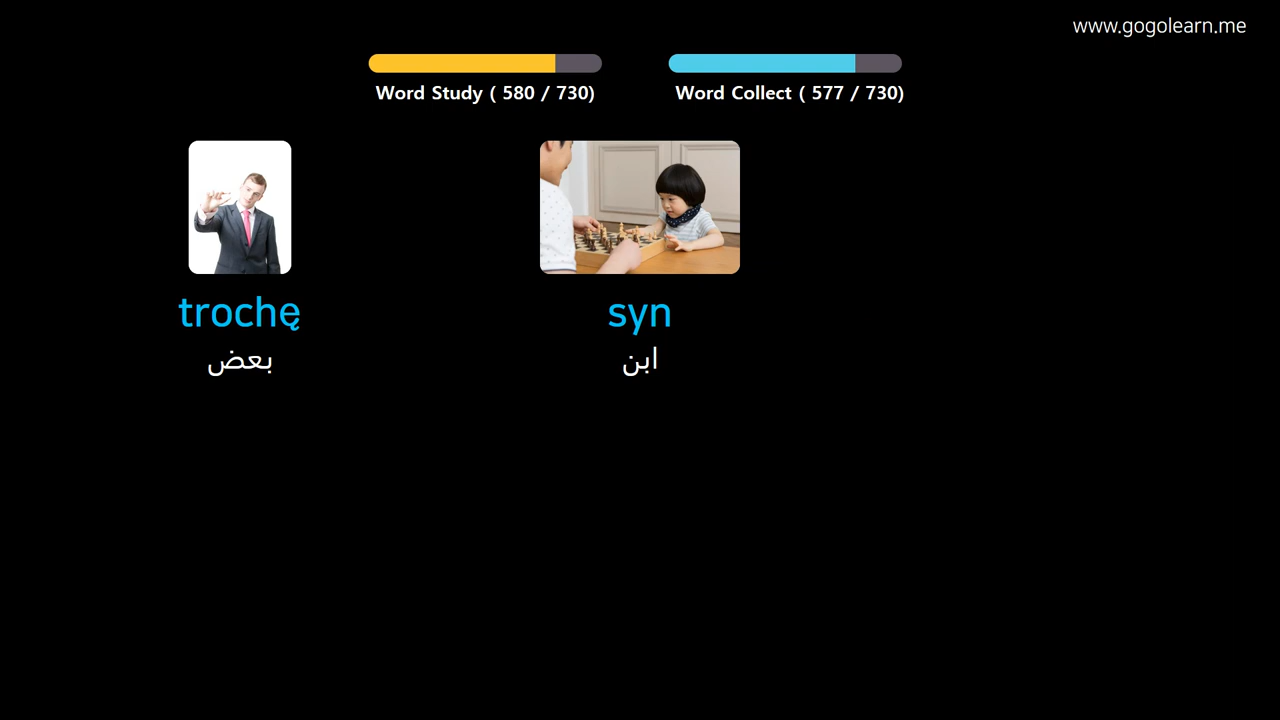 www.gogolearn.me
Word Study ( 580 / 730)
Word Collect ( 577 / 730)
trochę
بعض
syn
ابن